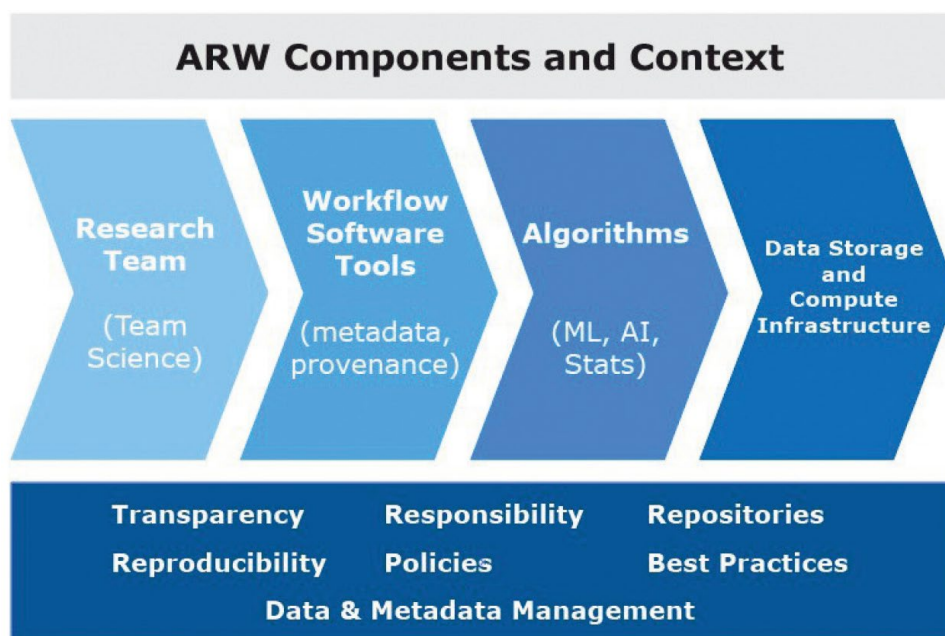 ARW Components and Context
Research
Team
(Team
Science)
Workflow
Software
Tools
(metadata,
provenance)
Algorithms
(ML, AI,
Stats)
Data Storage
and
Compute
Infrastructure
Transparency Responsibility Repositories
Reproducibility Policies Best Practices
Data & Metadata Management